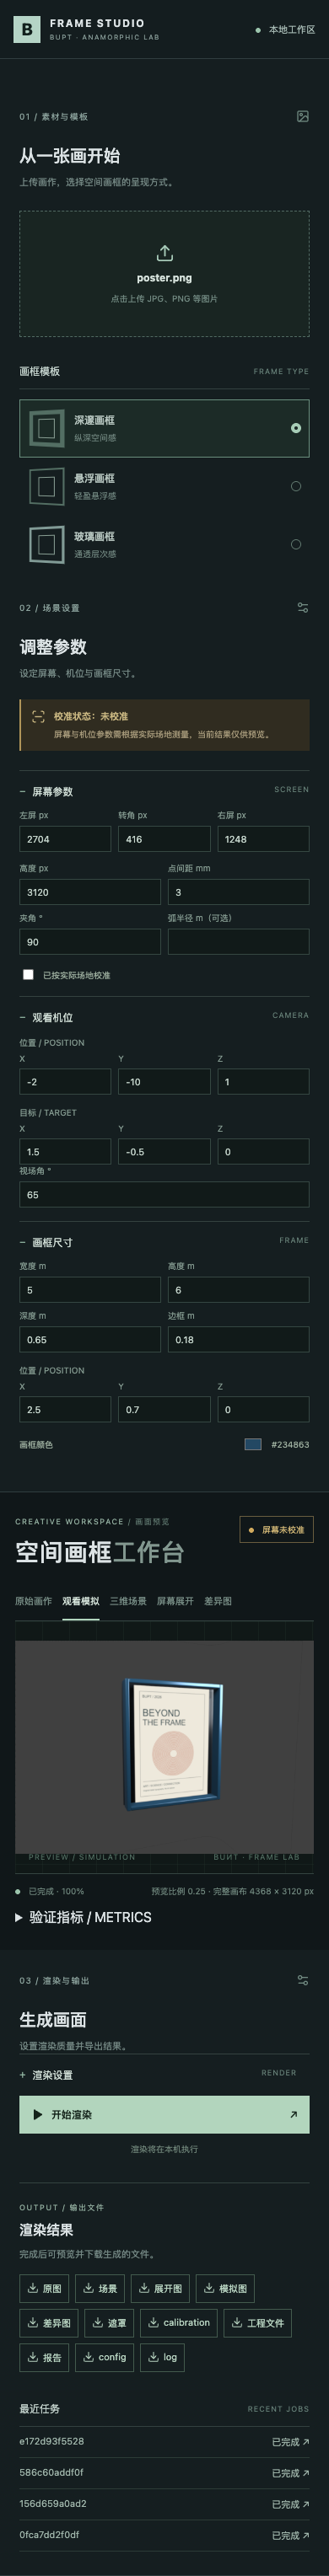 B
FRAME STUDIO
BUPT · ANAMORPHIC LAB
本地工作区
01 / 素材与模板
从一张画开始
上传画作，选择空间画框的呈现方式。
poster.png
点击上传 JPG、PNG 等图片
画框模板 FRAME TYPE
深邃画框
纵深空间感
悬浮画框
轻盈悬浮感
玻璃画框
通透层次感
02 / 场景设置
调整参数
设定屏幕、机位与画框尺寸。
校准状态：未校准
屏幕与机位参数需根据实际场地测量，当前结果仅供预览。
− 屏幕参数 SCREEN
左屏 px 转角 px 右屏 px
2704 416 1248
高度 px 点间距 mm
3120 3
夹角 ° 弧半径 m（可选）
90
已按实际场地校准
− 观看机位 CAMERA
位置 / POSITION
X Y Z
-2 -10 1
目标 / TARGET
X Y Z
1.5 -0.5 0
视场角 °
65
− 画框尺寸 FRAME
宽度 m 高度 m
5 6
深度 m 边框 m
0.65 0.18
位置 / POSITION
X Y Z
2.5 0.7 0
画框颜色 #234863
CREATIVE WORKSPACE / 画面预览
屏幕未校准
空间画框工作台
原始画作 观看模拟 三维场景 屏幕展开 差异图
BEYOND
THE FRAME
PREVIEW / SIMULATION BUPT · FRAME LAB
已完成 · 100% 预览比例 0.25 · 完整画布 4368 × 3120 px
验证指标 / METRICS
03 / 渲染与输出
生成画面
设置渲染质量并导出结果。
+ 渲染设置 RENDER
开始渲染
渲染将在本机执行
OUTPUT / 输出文件
渲染结果
完成后可预览并下载生成的文件。
原图 场景 展开图 模拟图
差异图 遮罩 calibration 工程文件
报告 config log
最近任务 RECENT JOBS
e172d93f5528 已完成
586c60addf0f 已完成
156d659a0ad2 已完成
0fca7dd2f0df 已完成